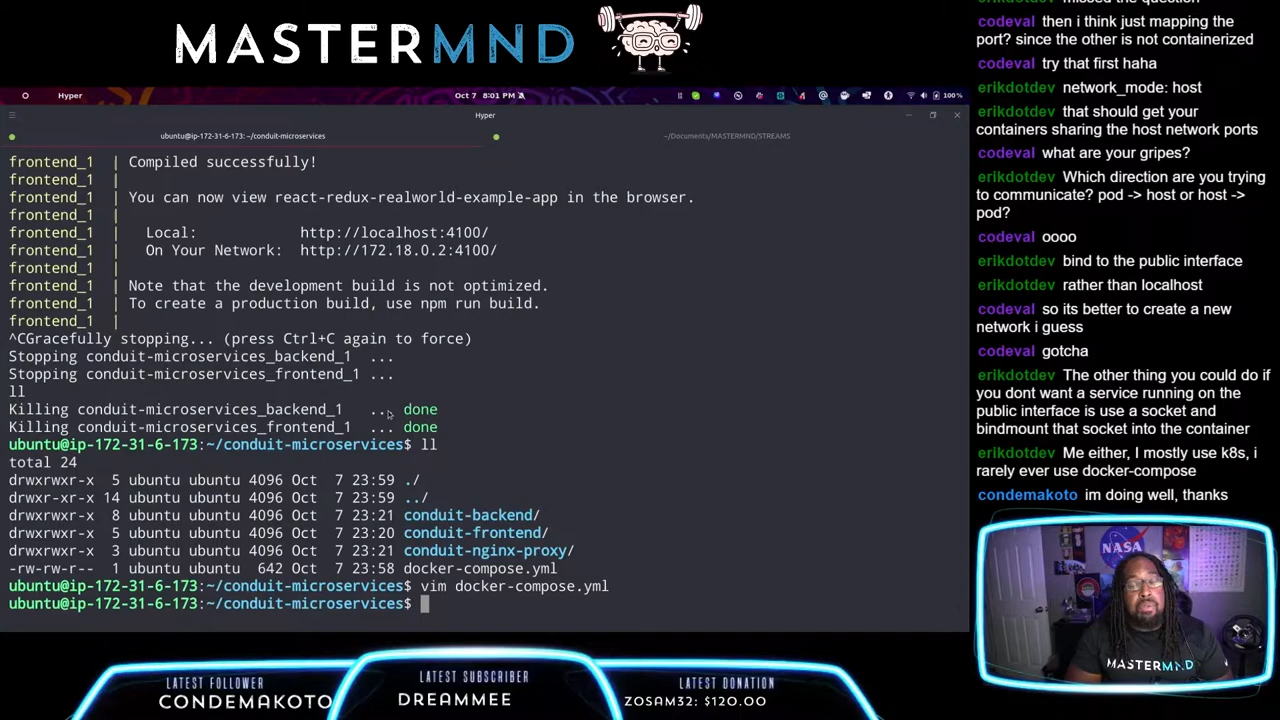 MASTERMND
Hyper
Oct 7 8:01 PM
100%
Hyper
ubuntu@ip-172-31-6-173: ~/conduit-microservices
~/Documents/MASTERMND/STREAMS
frontend_1 | Compiled successfully!
frontend_1 |
frontend_1 | You can now view react-redux-realworld-example-app in the browser.
frontend_1 |
frontend_1 | Local: http://localhost:4100/
frontend_1 | On Your Network: http://172.18.0.2:4100/
frontend_1 |
frontend_1 | Note that the development build is not optimized.
frontend_1 | To create a production build, use npm run build.
frontend_1 |
^CGracefully stopping... (press Ctrl+C again to force)
Stopping conduit-microservices_backend_1 ...
Stopping conduit-microservices_frontend_1 ...
ll
Killing conduit-microservices_backend_1 ... done
Killing conduit-microservices_frontend_1 ... done
ubuntu@ip-172-31-6-173:~/conduit-microservices$ ll
total 24
drwxrwxr-x 5 ubuntu ubuntu 4096 Oct 7 23:59 ./
drwxr-xr-x 14 ubuntu ubuntu 4096 Oct 7 23:59 ../
drwxrwxr-x 8 ubuntu ubuntu 4096 Oct 7 23:21 conduit-backend/
drwxrwxr-x 5 ubuntu ubuntu 4096 Oct 7 23:20 conduit-frontend/
drwxrwxr-x 3 ubuntu ubuntu 4096 Oct 7 23:21 conduit-nginx-proxy/
-rw-rw-r-- 1 ubuntu ubuntu 642 Oct 7 23:58 docker-compose.yml
ubuntu@ip-172-31-6-173:~/conduit-microservices$ vim docker-compose.yml
ubuntu@ip-172-31-6-173:~/conduit-microservices$
erikdotdev missed the question
codeval then i think just mapping the
port? since the other is not containerized
codeval try that first haha
erikdotdev network_mode: host
erikdotdev that should get your
containers sharing the host network ports
codeval what are your gripes?
erikdotdev Which direction are you trying
to communicate? pod -> host or host ->
pod?
codeval oooo
erikdotdev bind to the public interface
erikdotdev rather than localhost
codeval so its better to create a new
network i guess
codeval gotcha
erikdotdev The other thing you could do if
you dont want a service running on the
public interface is use a socket and
bindmount that socket into the container
erikdotdev Me either, I mostly use k8s, i
rarely ever use docker-compose
condemakoto im doing well, thanks
NASA
MASTERMND
LATEST FOLLOWER
CONDEMAKOTO
LATEST SUBSCRIBER
DREAMMEE
LATEST DONATION
ZOSAM32: $120.00